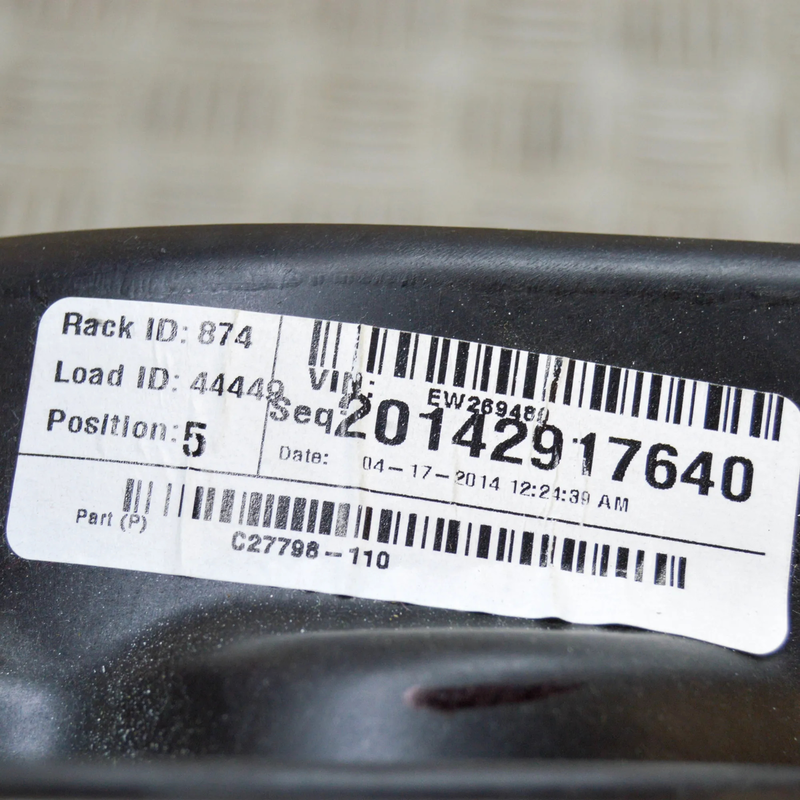 Rack ID: 874
Load ID: 44449
Position: 5
VIN:
EW269480
Seq: 20142917640
Date: 04-17-2014 12:24:39 AM
Part (P)
C27798-110